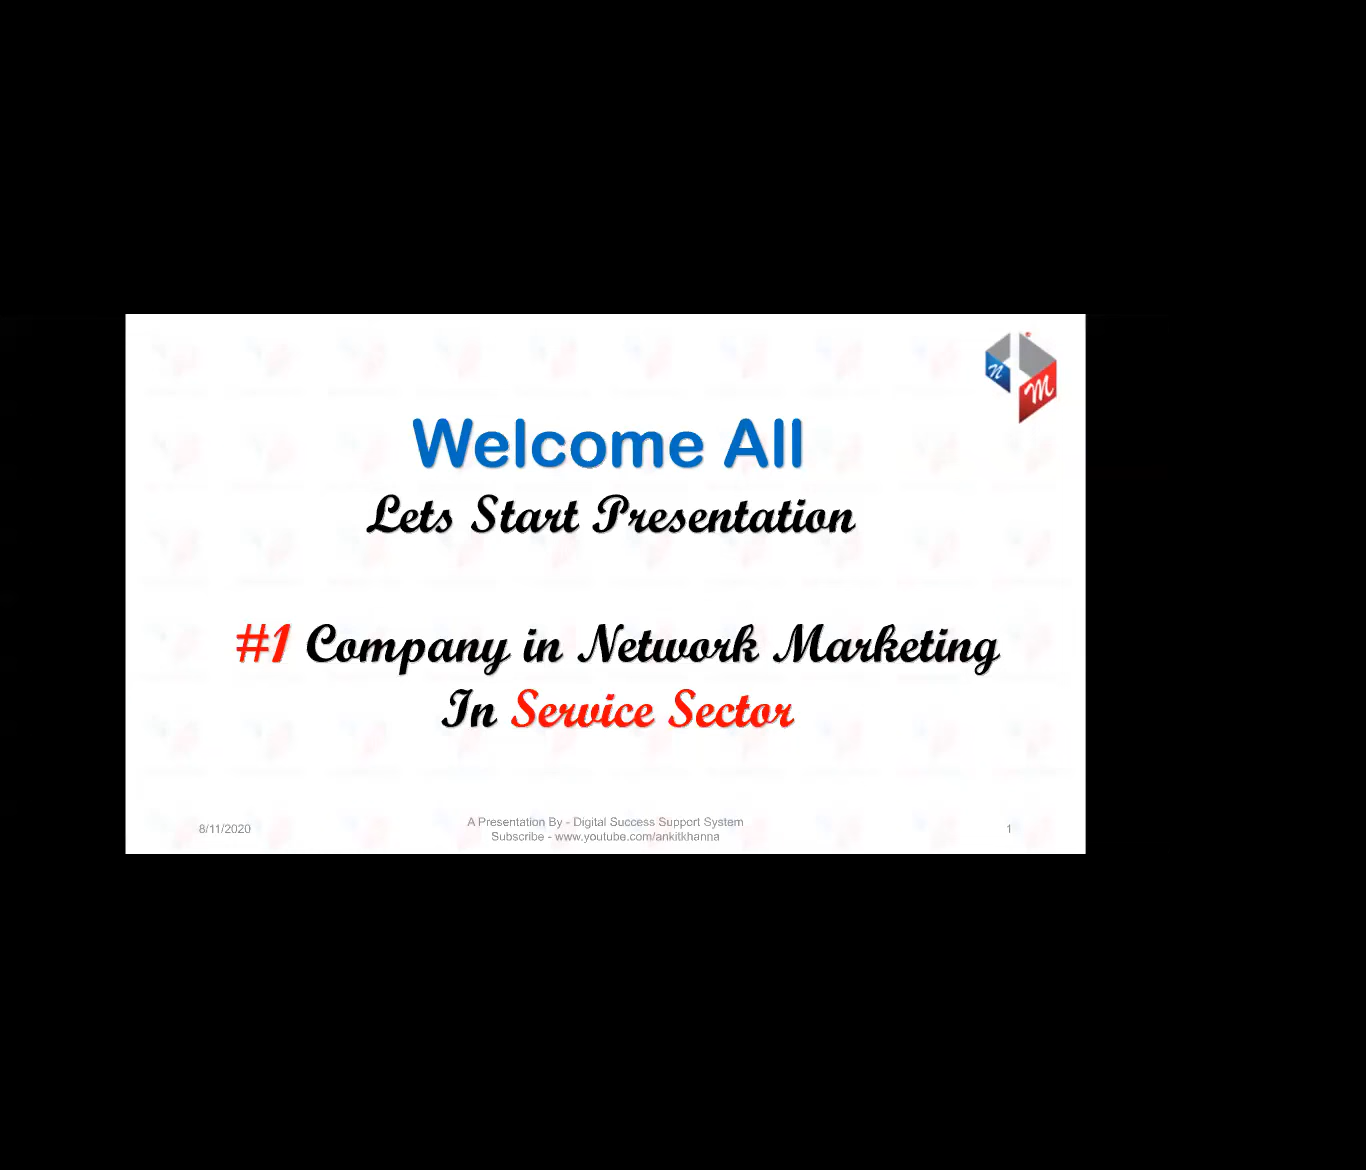 n
M
Welcome All
Lets Start Presentation
#1 Company in Network Marketing
In Service Sector
8/11/2020
A Presentation By - Digital Success Support System
Subscribe - www.youtube.com/ankitkhanna
1